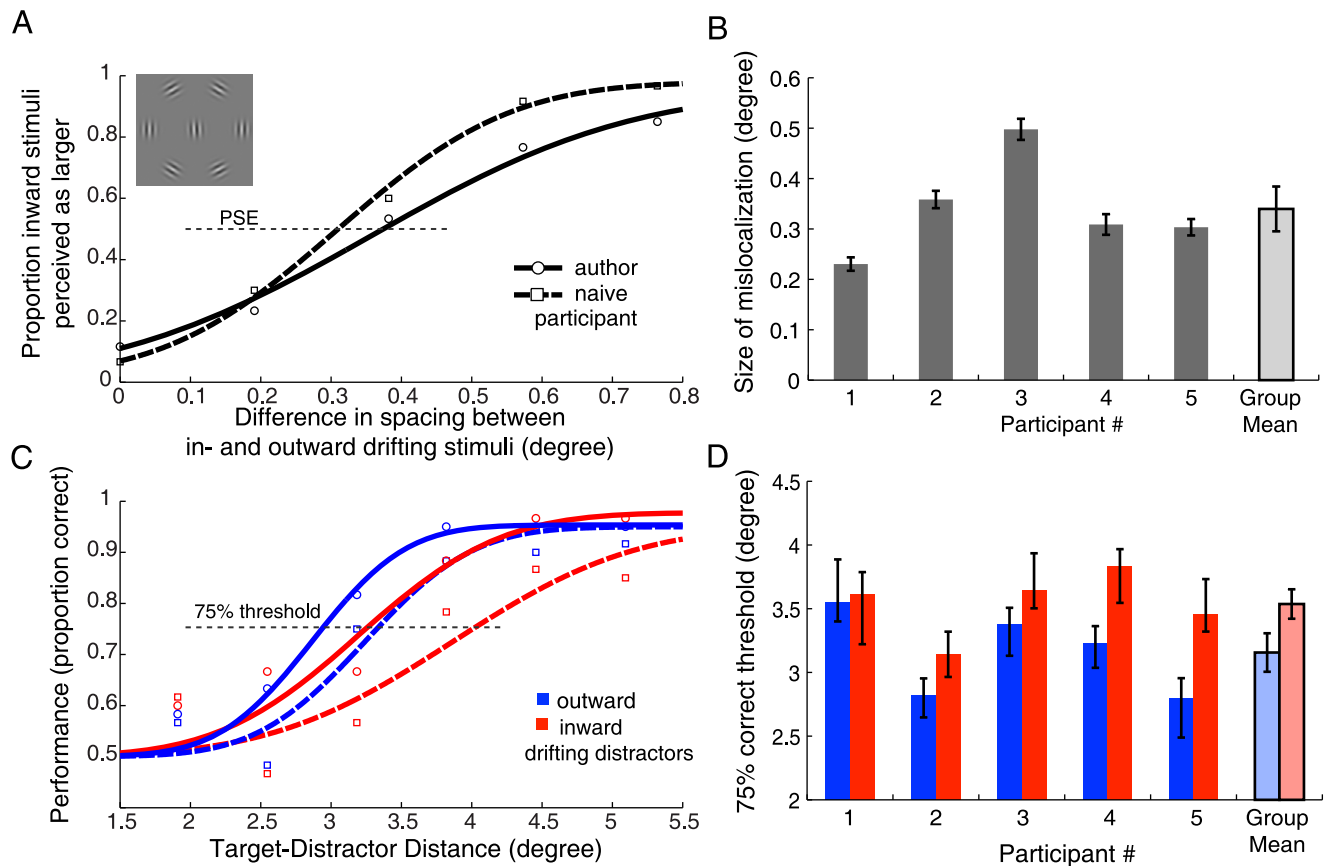 A
Proportion inward stimuli
perceived as larger
1
0.8
0.6
0.4
0.2
0
PSE
author
naive
participant
0 0.1 0.2 0.3 0.4 0.5 0.6 0.7 0.8
Difference in spacing between
in- and outward drifting stimuli (degree)
B
Size of mislocalization (degree)
0.6
0.5
0.4
0.3
0.2
0.1
0
1 2 3 4 5 Group
Mean
Participant #
C
Performance (proportion correct)
1
0.9
0.8
0.7
0.6
0.5
75% threshold
outward
inward
drifting distractors
1.5 2 2.5 3 3.5 4 4.5 5 5.5
Target-Distractor Distance (degree)
D
75% correct threshold (degree)
4.5
4
3.5
3
2.5
2
1 2 3 4 5 Group
Mean
Participant #